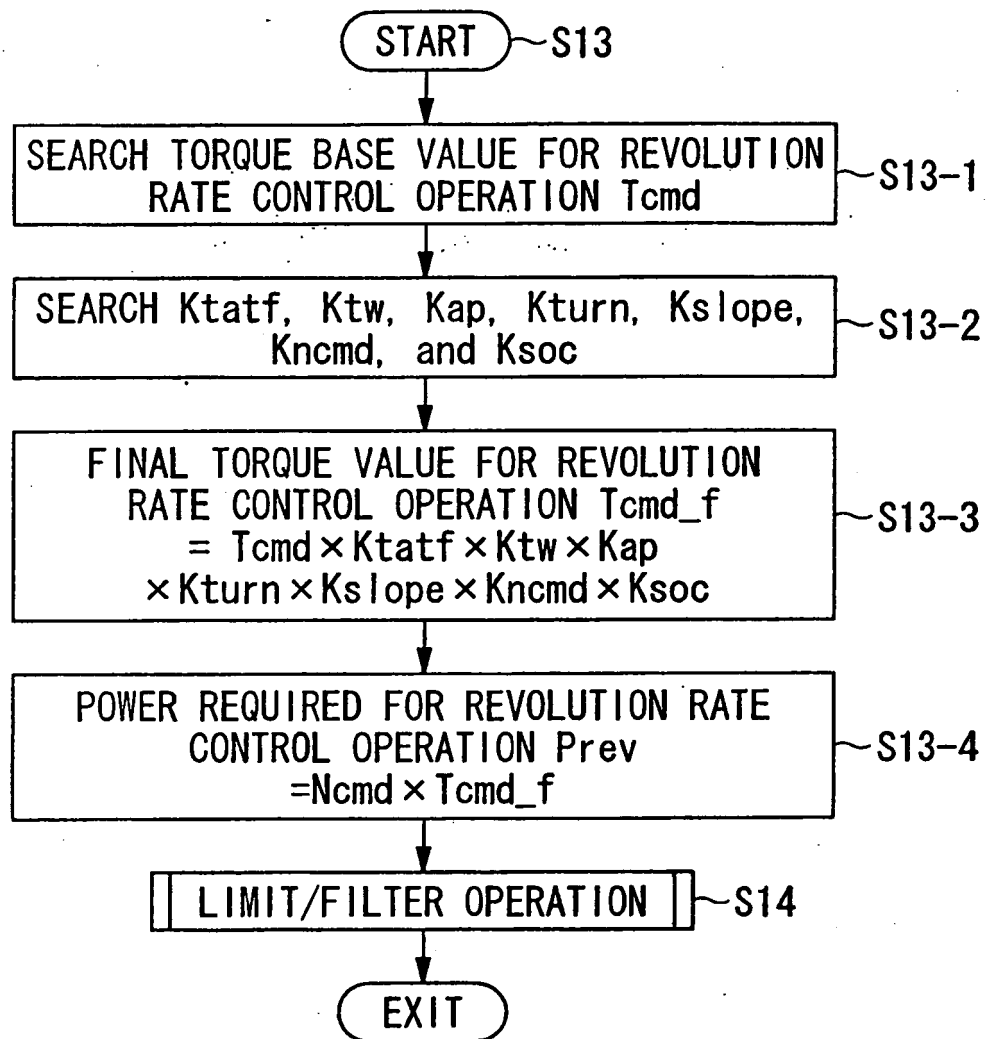 START S13
SEARCH TORQUE BASE VALUE FOR REVOLUTION
RATE CONTROL OPERATION Tcmd
S13-1
SEARCH Ktatf, Ktw, Kap, Kturn, Kslope,
Kncmd, and Ksoc
S13-2
FINAL TORQUE VALUE FOR REVOLUTION
RATE CONTROL OPERATION Tcmd_f
= Tcmd × Ktatf × Ktw × Kap
× Kturn × Kslope × Kncmd × Ksoc
S13-3
POWER REQUIRED FOR REVOLUTION RATE
CONTROL OPERATION Prev
=Ncmd × Tcmd_f
S13-4
LIMIT/FILTER OPERATION S14
EXIT